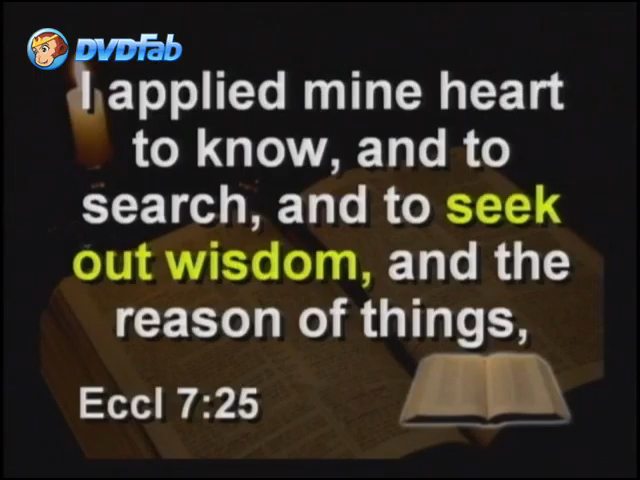 DVDFab
I applied mine heart
to know, and to
search, and to seek
out wisdom, and the
reason of things,
Eccl 7:25